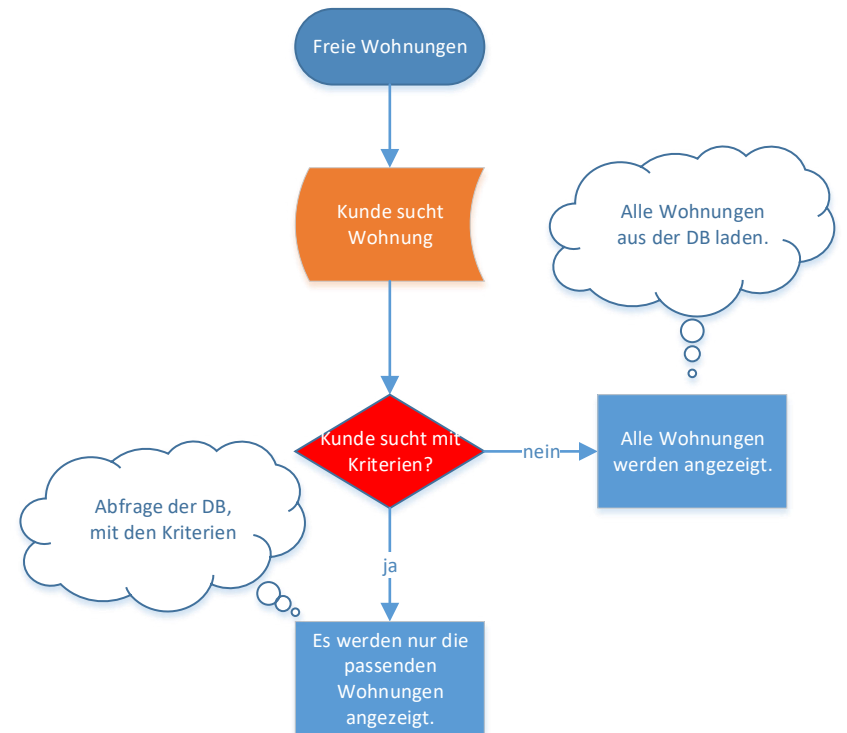 Freie Wohnungen
Kunde sucht
Wohnung
Alle Wohnungen
aus der DB laden.
Kunde sucht mit
Kriterien?
nein
Alle Wohnungen
werden angezeigt.
Abfrage der DB,
mit den Kriterien
ja
Es werden nur die
passenden
Wohnungen
angezeigt.